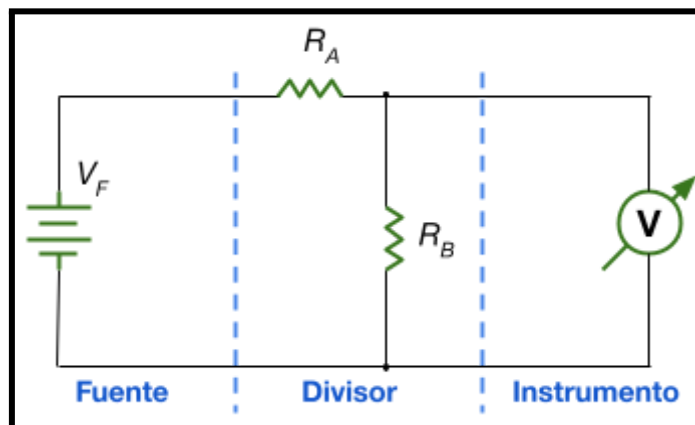 R_A
V_F
R_B
V
Fuente
Divisor
Instrumento